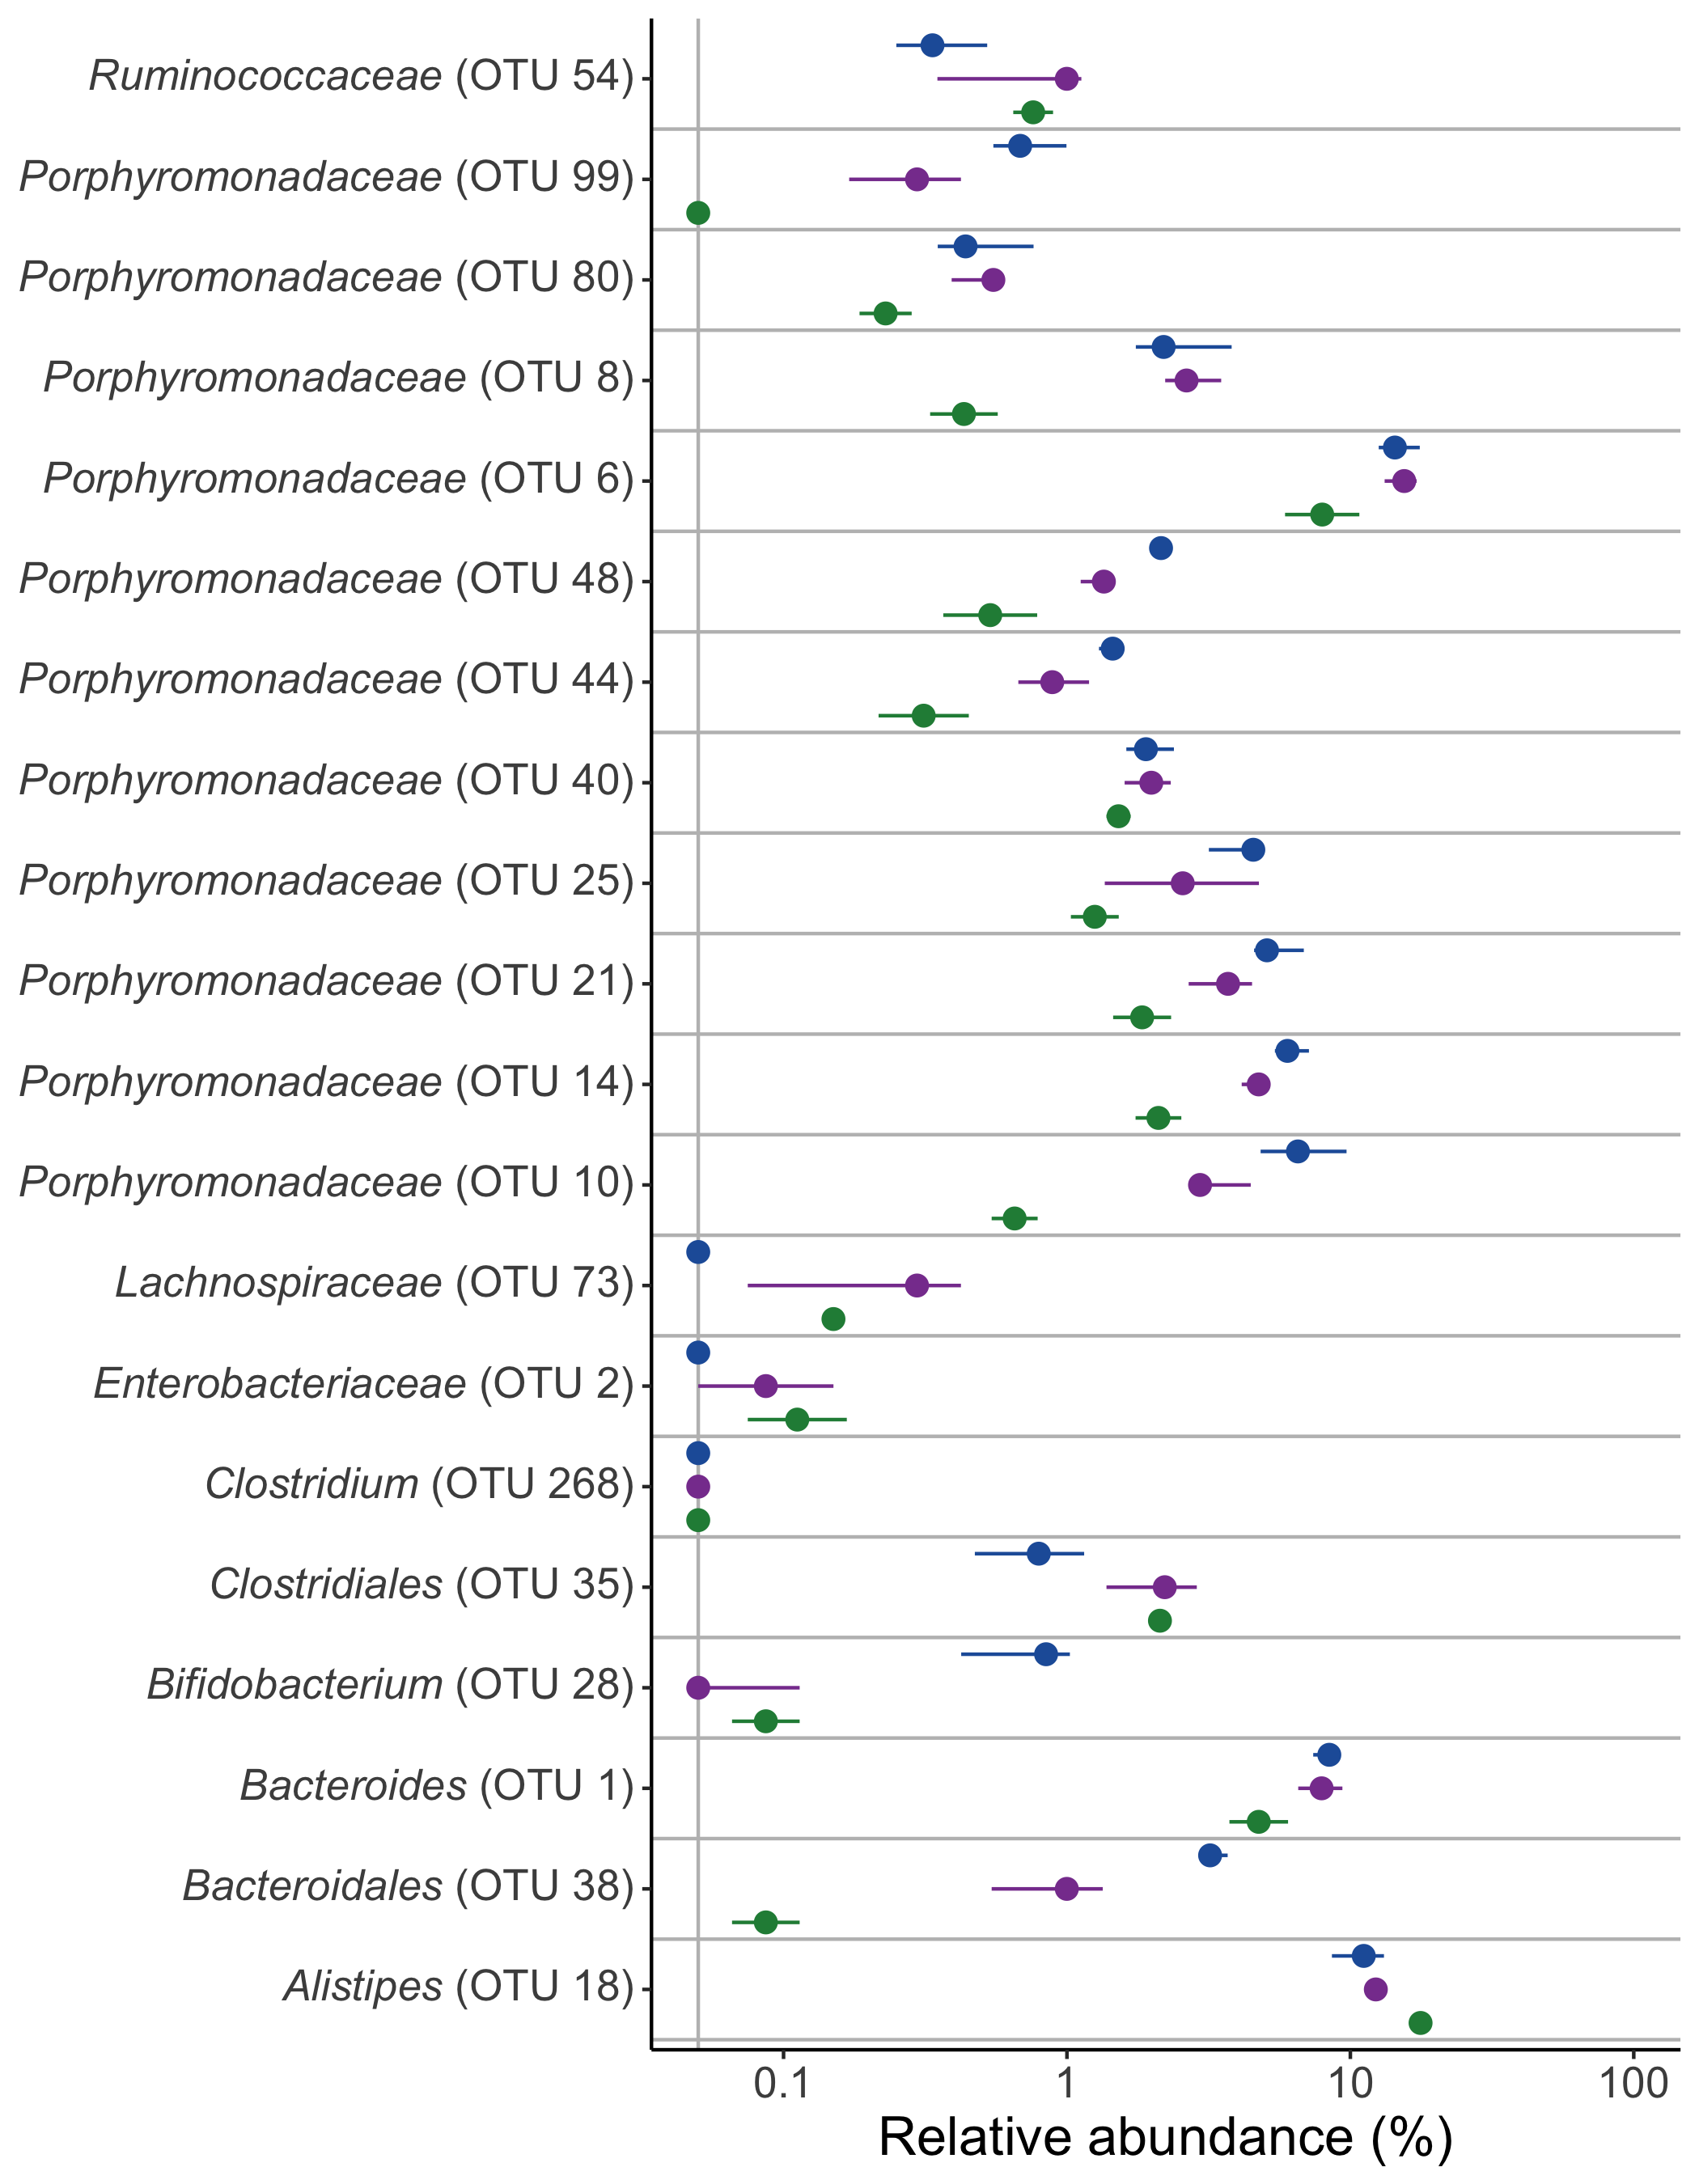 Ruminococcaceae (OTU 54)
Porphyromonadaceae (OTU 99)
Porphyromonadaceae (OTU 80)
Porphyromonadaceae (OTU 8)
Porphyromonadaceae (OTU 6)
Porphyromonadaceae (OTU 48)
Porphyromonadaceae (OTU 44)
Porphyromonadaceae (OTU 40)
Porphyromonadaceae (OTU 25)
Porphyromonadaceae (OTU 21)
Porphyromonadaceae (OTU 14)
Porphyromonadaceae (OTU 10)
Lachnospiraceae (OTU 73)
Enterobacteriaceae (OTU 2)
Clostridium (OTU 268)
Clostridiales (OTU 35)
Bifidobacterium (OTU 28)
Bacteroides (OTU 1)
Bacteroidales (OTU 38)
Alistipes (OTU 18)
0.1 1 10 100
Relative abundance (%)